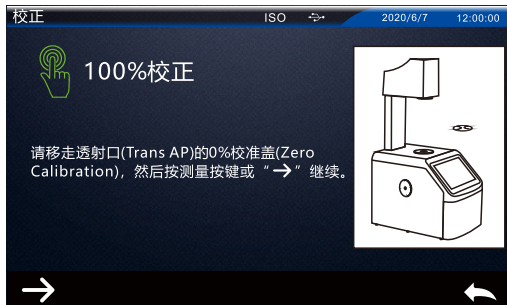 校正 ISO 2020/6/7 12:00:00
100%校正
请移走透射口(Trans AP)的0%校准盖(Zero
Calibration)，然后按测量按键或“→”继续。